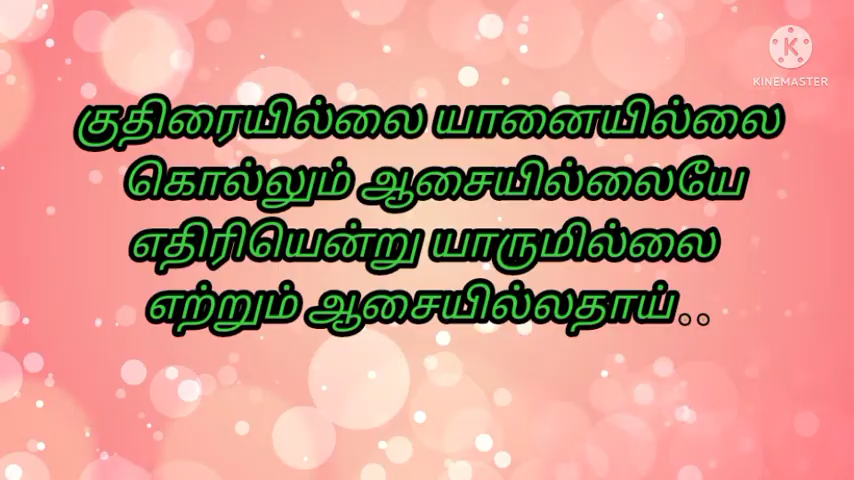 KINEMASTER
குதிரையில்லை யானையில்லை
கொல்லும் ஆசையில்லையே
எதிரியென்று யாருமில்லை
எற்றும் ஆசையில்லதாய்..